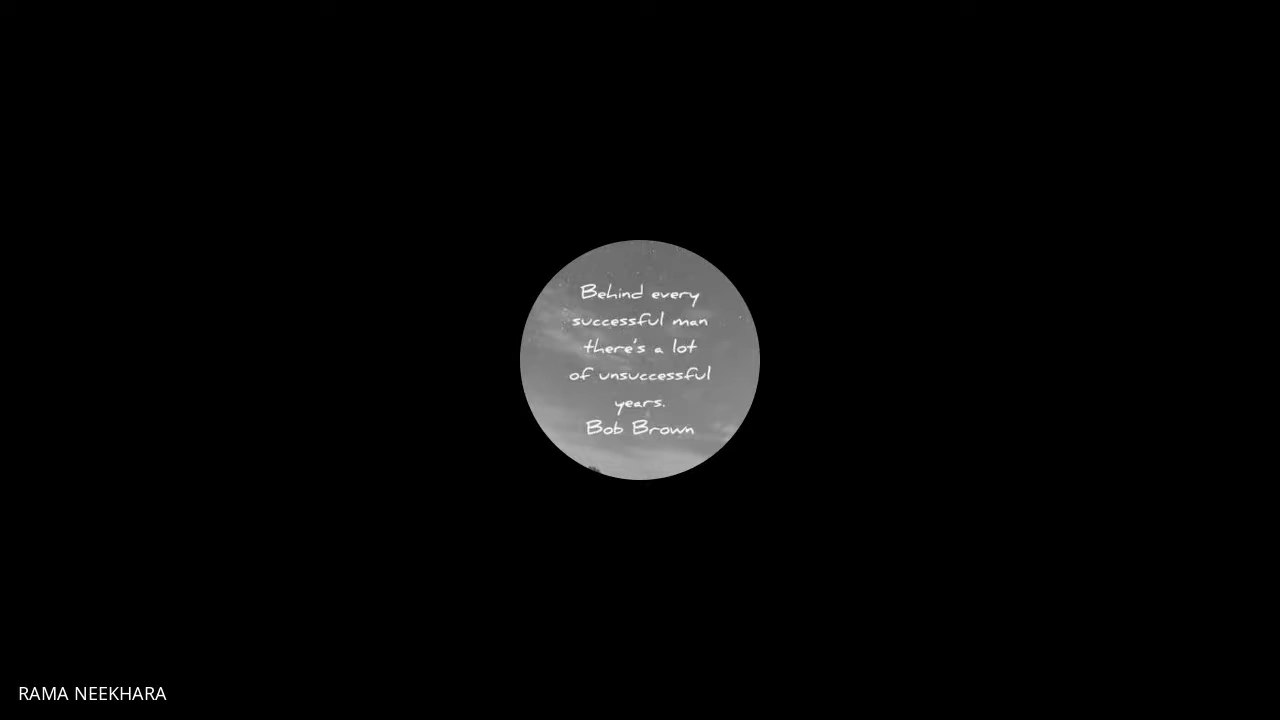 Behind every
successful man
there's a lot
of unsuccessful
years.
Bob Brown
RAMA NEEKHARA